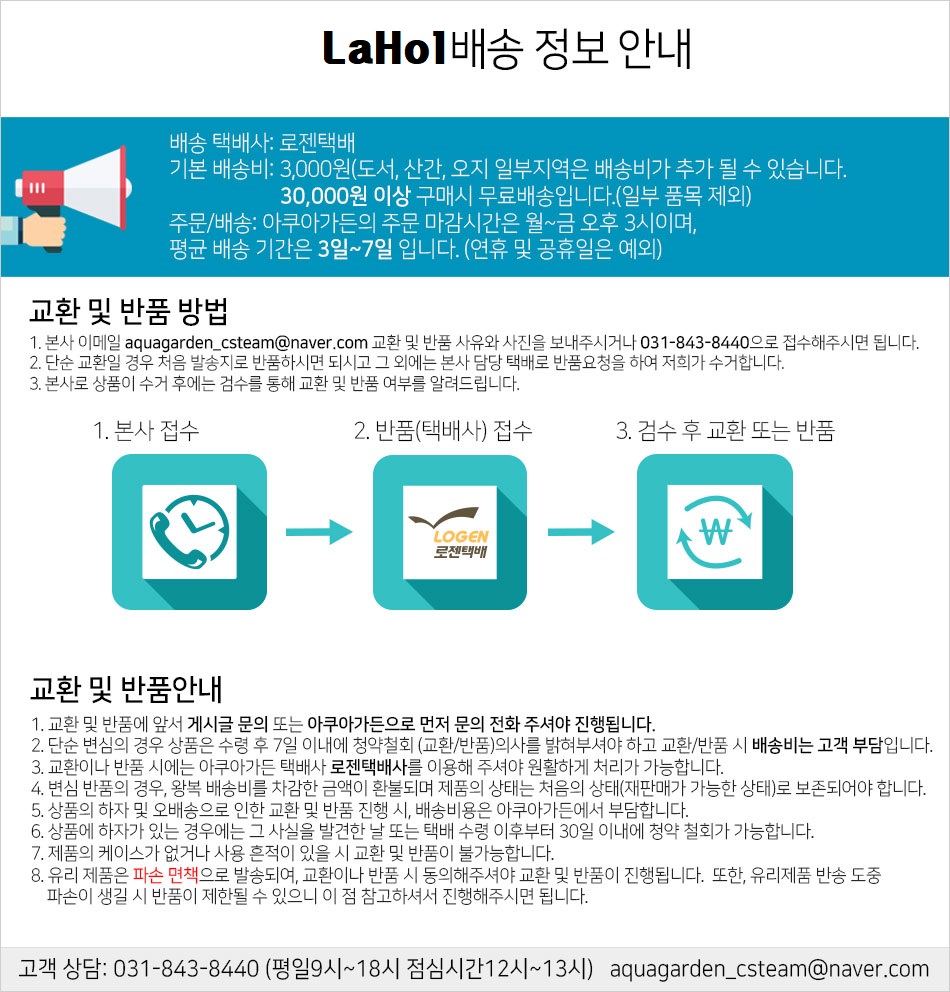 LaHol배송 정보 안내
배송 택배사: 로젠택배
기본 배송비: 3,000원(도서, 산간, 오지 일부지역은 배송비가 추가 될 수 있습니다.
30,000원 이상 구매시 무료배송입니다.(일부 품목 제외)
주문/배송: 아쿠아가든의 주문 마감시간은 월~금 오후 3시이며,
평균 배송 기간은 3일~7일 입니다. (연휴 및 공휴일은 예외)
교환 및 반품 방법
1. 본사 이메일 aquagarden_csteam@naver.com 교환 및 반품 사유와 사진을 보내주시거나 031-843-8440으로 접수해주시면 됩니다.
2. 단순 교환일 경우 처음 발송지로 반품하시면 되시고 그 외에는 본사 담당 택배로 반품요청을 하여 저희가 수거합니다.
3. 본사로 상품이 수거 후에는 검수를 통해 교환 및 반품 여부를 알려드립니다.
1. 본사 접수
2. 반품(택배사) 접수
3. 검수 후 교환 또는 반품
LOGEN
로젠택배
₩
교환 및 반품안내
1. 교환 및 반품에 앞서 게시글 문의 또는 아쿠아가든으로 먼저 문의 전화 주셔야 진행됩니다.
2. 단순 변심의 경우 상품은 수령 후 7일 이내에 청약철회 (교환/반품)의사를 밝혀부셔야 하고 교환/반품 시 배송비는 고객 부담입니다.
3. 교환이나 반품 시에는 아쿠아가든 택배사 로젠택배사를 이용해 주셔야 원활하게 처리가 가능합니다.
4. 변심 반품의 경우, 왕복 배송비를 차감한 금액이 환불되며 제품의 상태는 처음의 상태(재판매가 가능한 상태)로 보존되어야 합니다.
5. 상품의 하자 및 오배송으로 인한 교환 및 반품 진행 시, 배송비용은 아쿠아가든에서 부담합니다.
6. 상품에 하자가 있는 경우에는 그 사실을 발견한 날 또는 택배 수령 이후부터 30일 이내에 청약 철회가 가능합니다.
7. 제품의 케이스가 없거나 사용 흔적이 있을 시 교환 및 반품이 불가능합니다.
8. 유리 제품은 파손 면책으로 발송되여, 교환이나 반품 시 동의해주셔야 교환 및 반품이 진행됩니다. 또한, 유리제품 반송 도중
파손이 생길 시 반품이 제한될 수 있으니 이 점 참고하셔서 진행해주시면 됩니다.
고객 상담: 031-843-8440 (평일9시~18시 점심시간12시~13시) aquagarden_csteam@naver.com